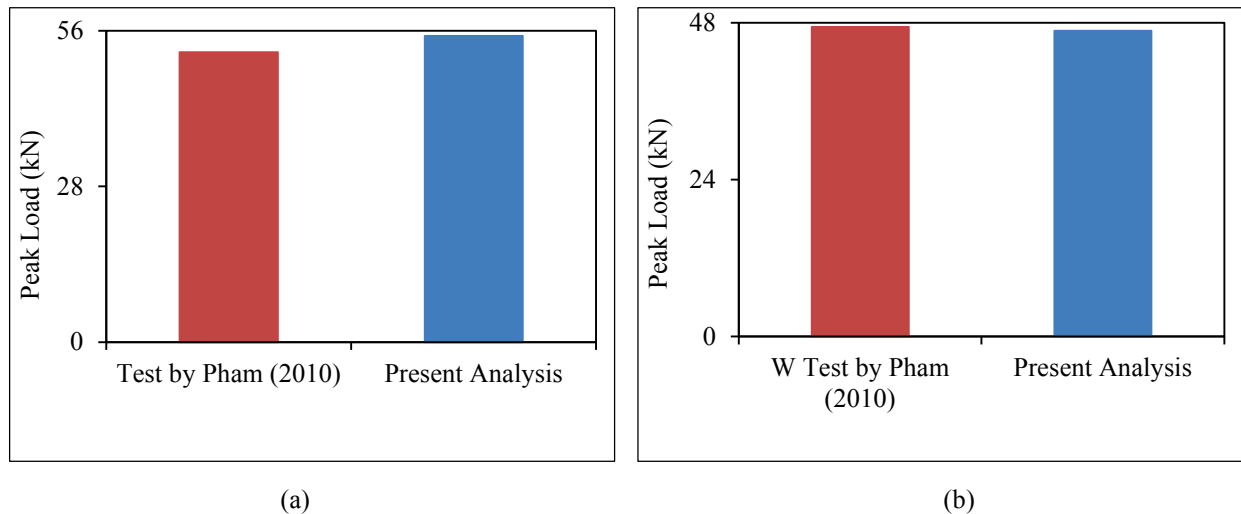 56
28
0
Peak Load (kN)
Test by Pham (2010)
Present Analysis
(a)
48
24
0
Peak Load (kN)
W Test by Pham
(2010)
Present Analysis
(b)